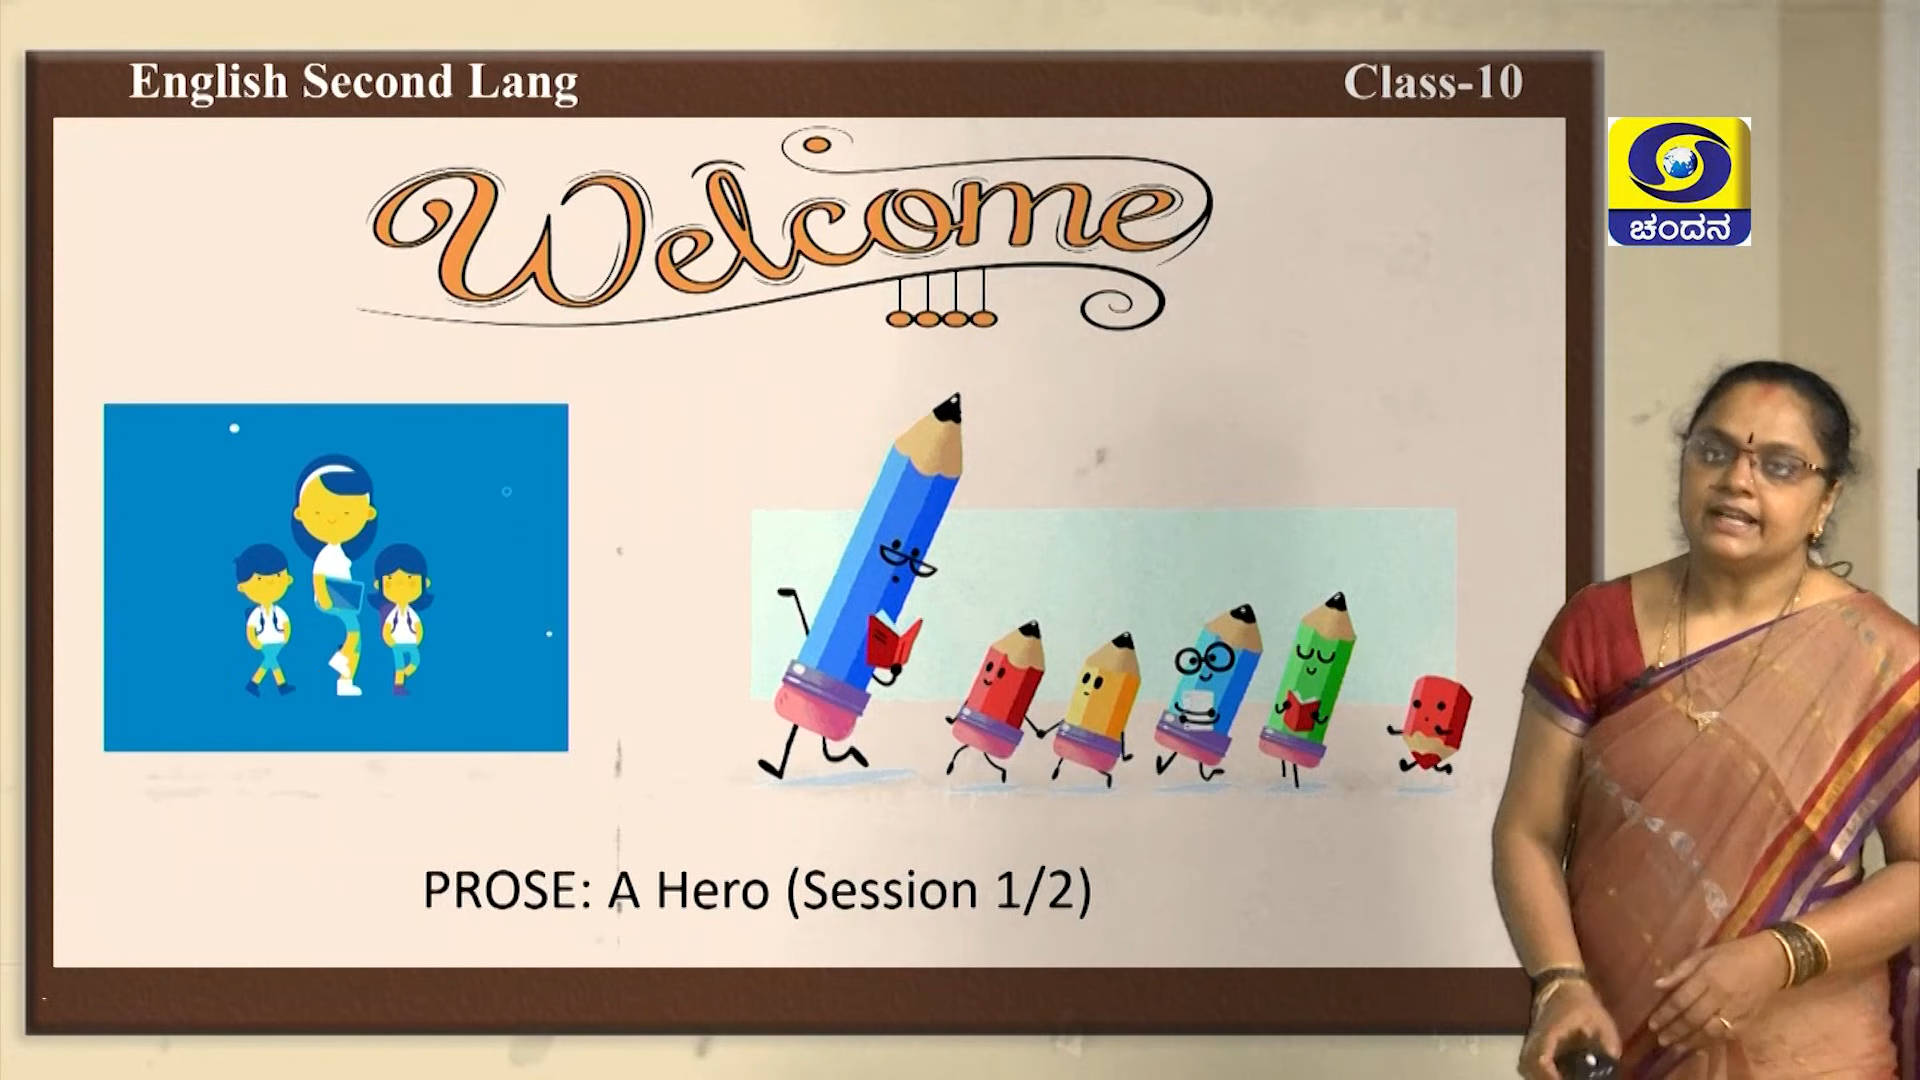 English Second Lang
Class-10
Welcome
ಚಂದನ
PROSE: A Hero (Session 1/2)